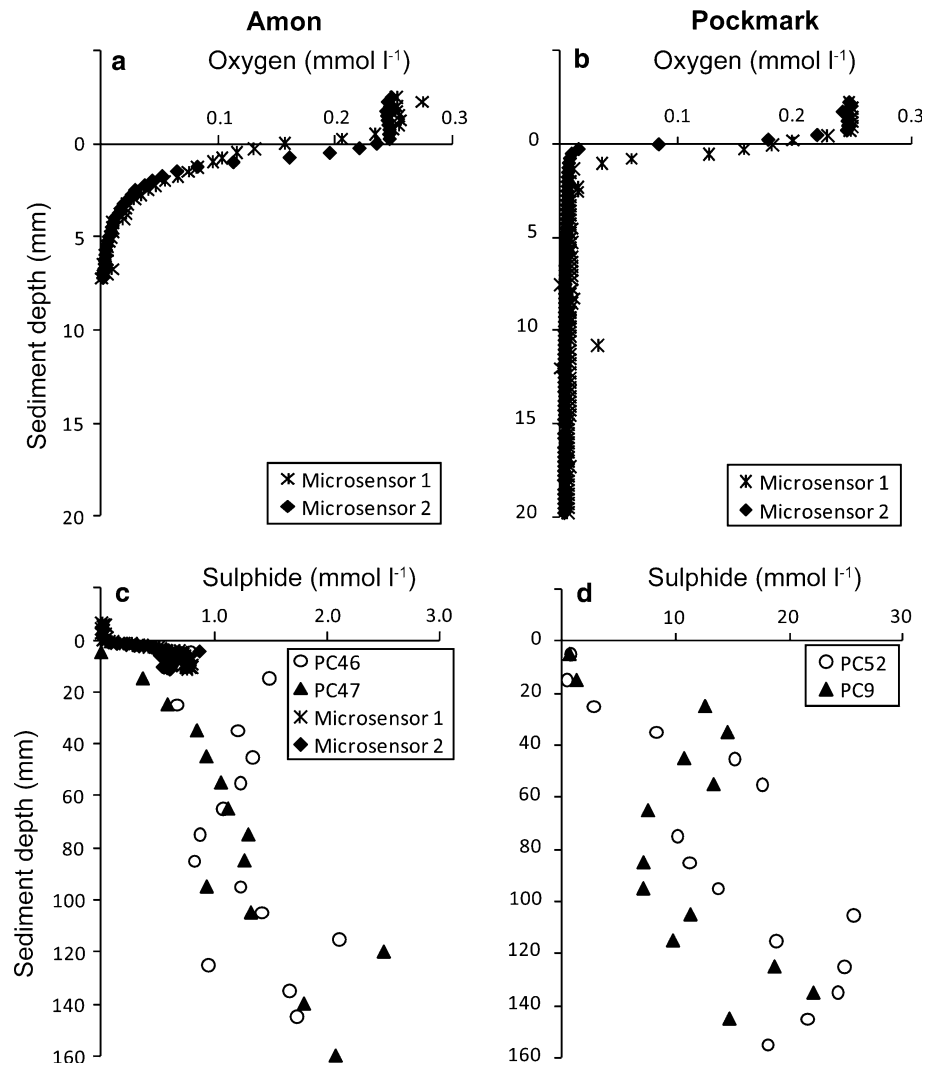 Amon
Pockmark
a
Oxygen (mmol l-1)
0.1
0.2
0.3
0
5
10
15
20
Sediment depth (mm)
Microsensor 1
Microsensor 2
b
Oxygen (mmol l-1)
0.1
0.2
0.3
0
5
10
15
20
Microsensor 1
Microsensor 2
c
Sulphide (mmol l-1)
1.0
2.0
3.0
0
20
40
60
80
100
120
140
160
Sediment depth (mm)
PC46
PC47
Microsensor 1
Microsensor 2
d
Sulphide (mmol l-1)
10
20
30
0
20
40
60
80
100
120
140
160
PC52
PC9